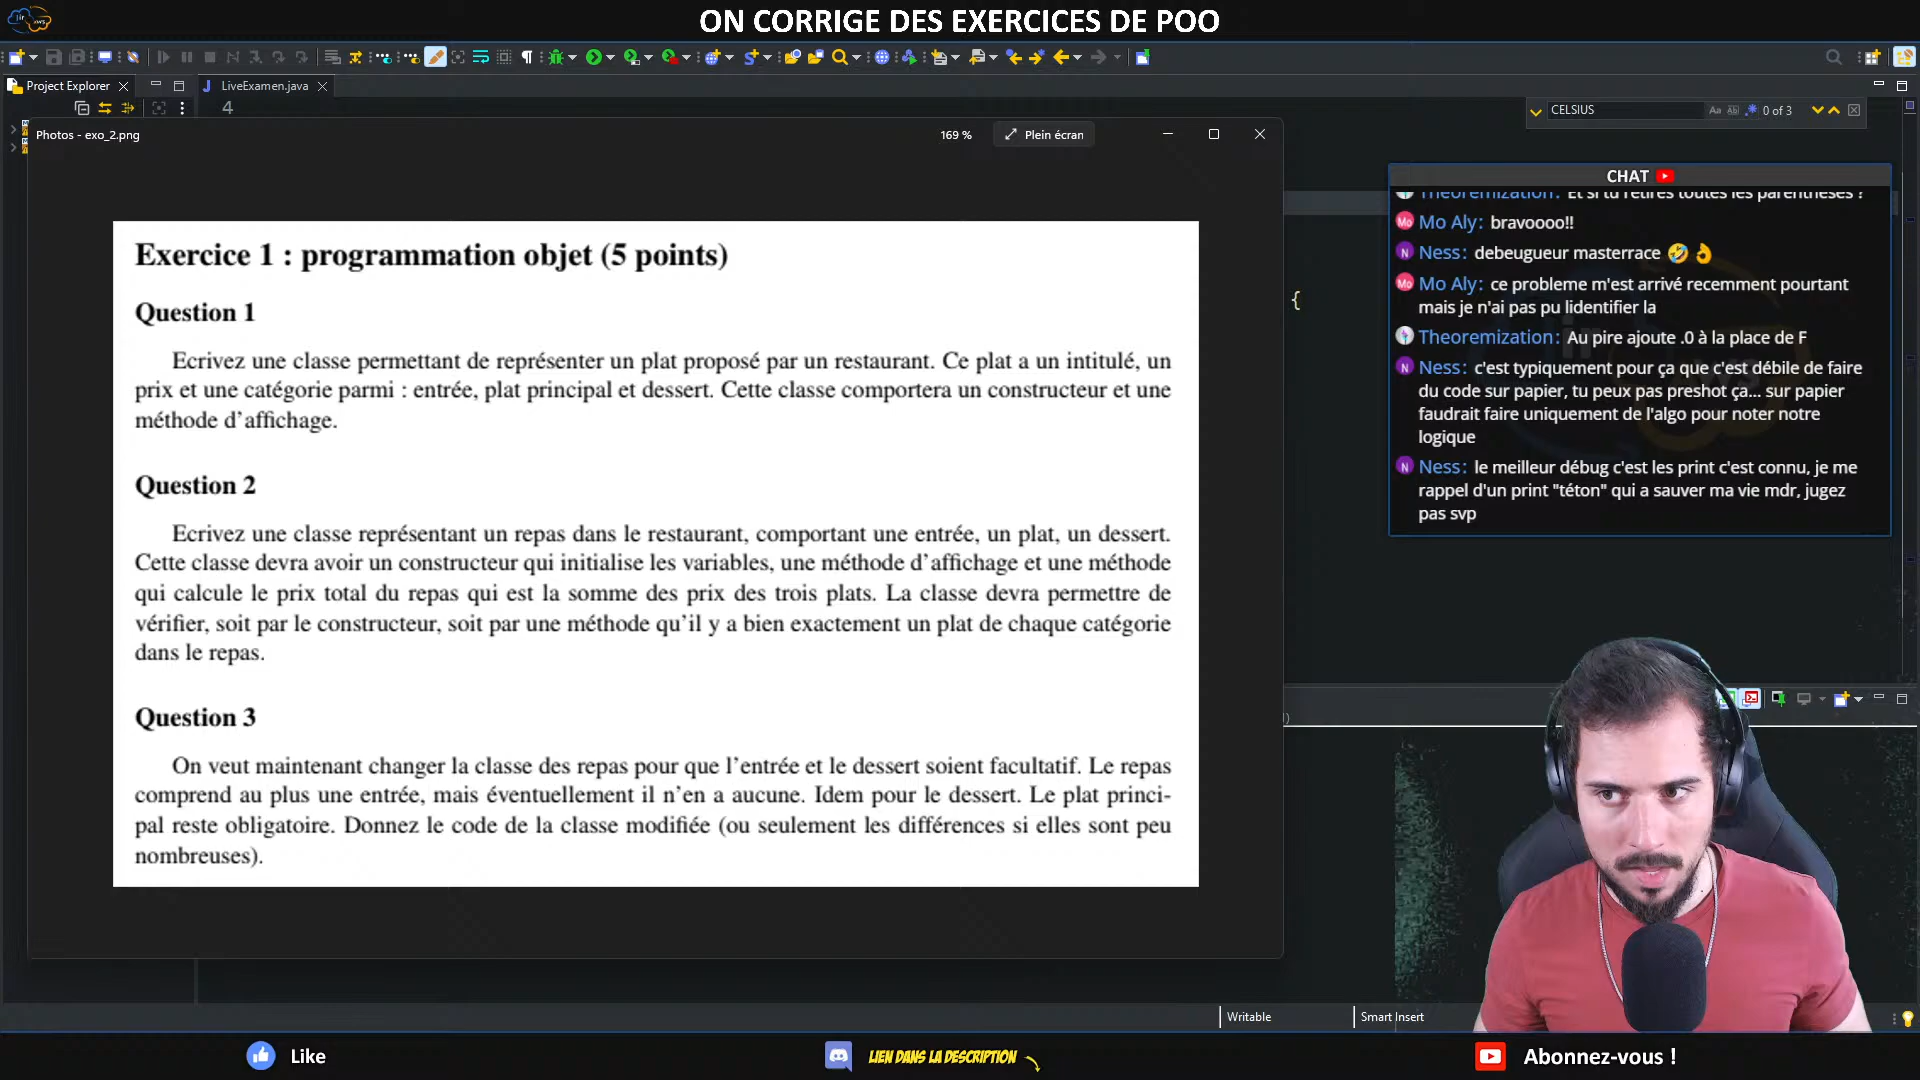 ON CORRIGE DES EXERCICES DE POO
Project Explorer
LiveExamen.java
4
CELSIUS
0 of 3
Photos - exo_2.png
169 %
Plein écran
Exercice 1 : programmation objet (5 points)
Question 1
Ecrivez une classe permettant de représenter un plat proposé par un restaurant. Ce plat a un intitulé, un
prix et une catégorie parmi : entrée, plat principal et dessert. Cette classe comportera un constructeur et une
méthode d'affichage.
Question 2
Ecrivez une classe représentant un repas dans le restaurant, comportant une entrée, un plat, un dessert.
Cette classe devra avoir un constructeur qui initialise les variables, une méthode d'affichage et une méthode
qui calcule le prix total du repas qui est la somme des prix des trois plats. La classe devra permettre de
vérifier, soit par le constructeur, soit par une méthode qu'il y a bien exactement un plat de chaque catégorie
dans le repas.
Question 3
On veut maintenant changer la classe des repas pour que l'entrée et le dessert soient facultatif. Le repas
comprend au plus une entrée, mais éventuellement il n'en a aucune. Idem pour le dessert. Le plat princi-
pal reste obligatoire. Donnez le code de la classe modifiée (ou seulement les différences si elles sont peu
nombreuses).
{
CHAT
Theoremization: Et si tu retires toutes les parenthèses ?
Mo Aly: bravoooo!!
Ness: debeugueur masterrace 🤣👌
Mo Aly: ce probleme m'est arrivé recemment pourtant
mais je n'ai pas pu lidentifier la
Theoremization: Au pire ajoute .0 à la place de F
Ness: c'est typiquement pour ça que c'est débile de faire
du code sur papier, tu peux pas preshot ça... sur papier
faudrait faire uniquement de l'algo pour noter notre
logique
Ness: le meilleur débug c'est les print c'est connu, je me
rappel d'un print "téton" qui a sauver ma vie mdr, jugez
pas svp
Writable
Smart Insert
Like
LIEN DANS LA DESCRIPTION
Abonnez-vous !